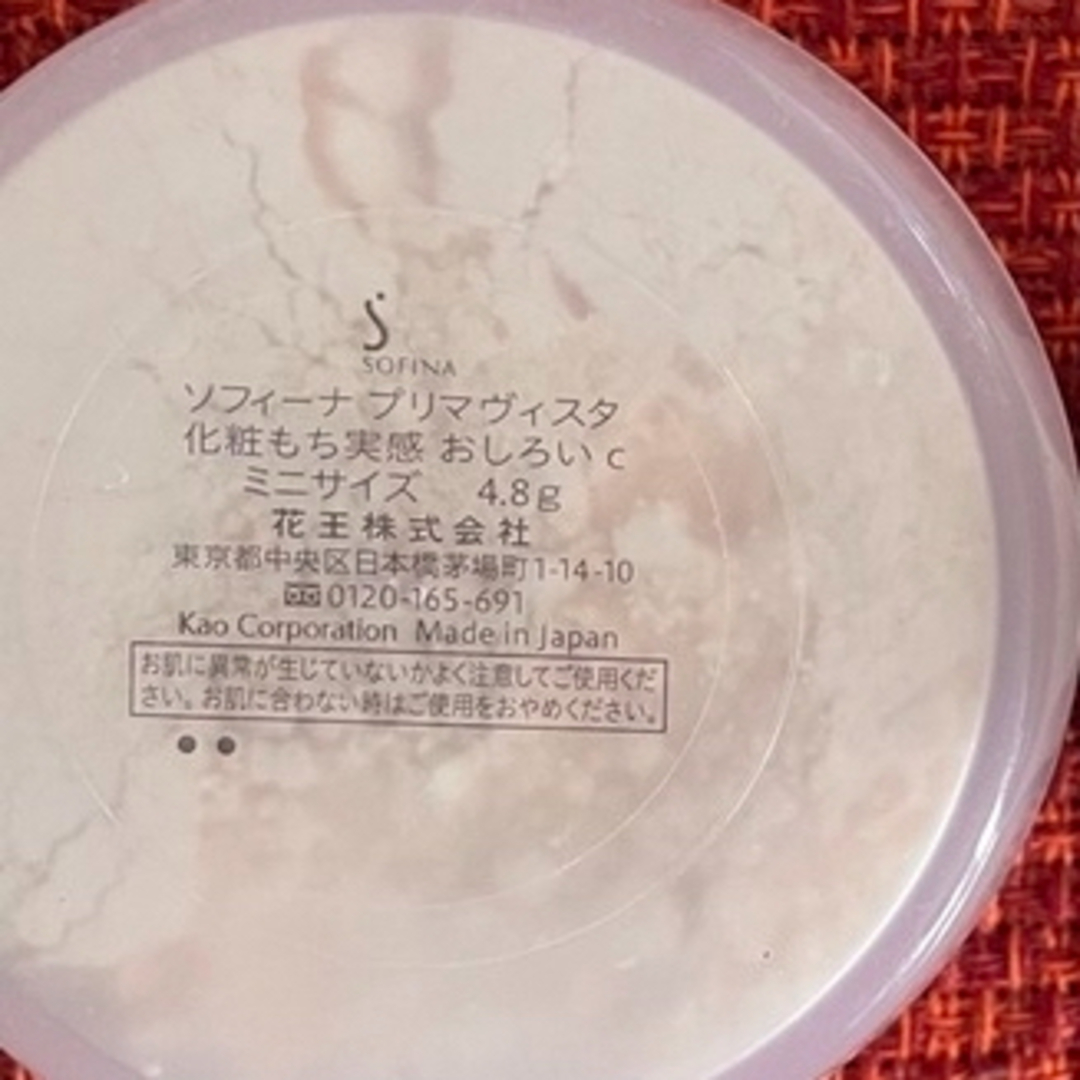 SOFINA
ソフィーナ プリマヴィスタ
化粧もち実感 おしろい c
ミニサイズ 4.8g
花王株式会社
東京都中央区日本橋茅場町1-14-10
0120-165-691
Kao Corporation Made in Japan
お肌に異常が生じていないかよく注意してご使用くだ
さい。お肌に合わない時はご使用をおやめください。